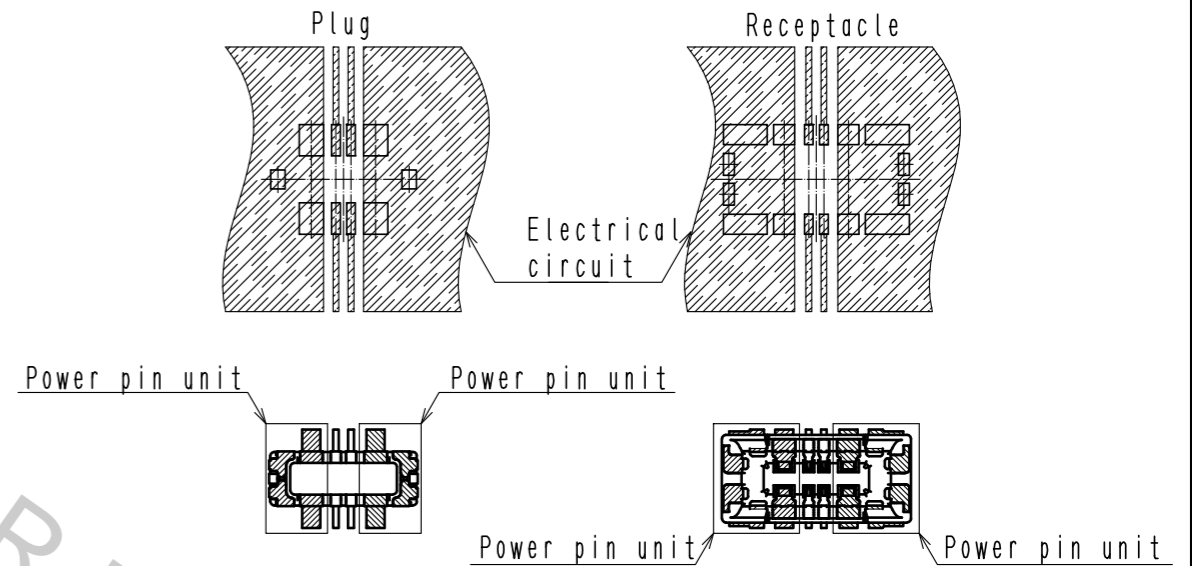 Plug
Receptacle
Electrical
circuit
Power pin unit
Power pin unit
Power pin unit
Power pin unit
R